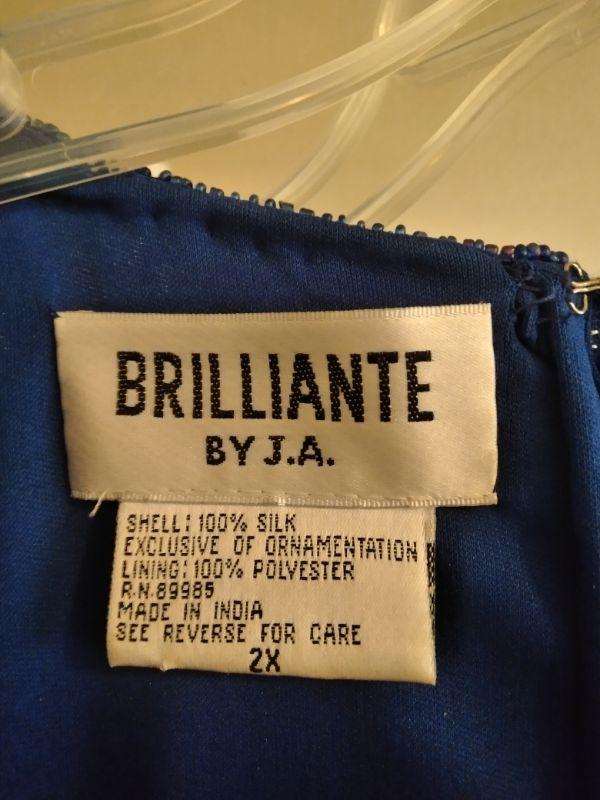 BRILLIANTE
BY J.A.
SHELL: 100% SILK
EXCLUSIVE OF ORNAMENTATION
LINING: 100% POLYESTER
R.N. 89985
MADE IN INDIA
SEE REVERSE FOR CARE
2X